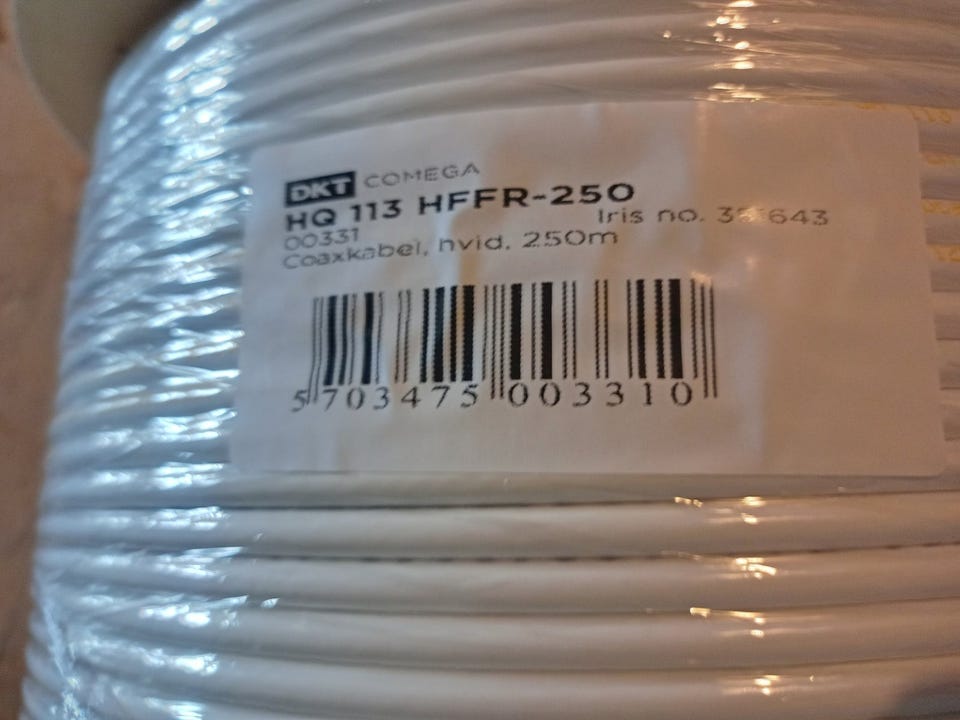 DKT COMEGA
HQ 113 HFFR-250
00331
Iris no.
Coaxkabel, hvid. 250m
5 703475 003310